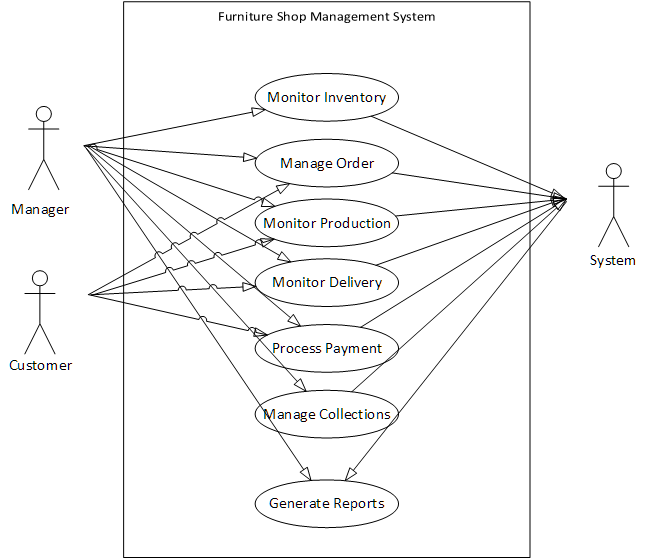 Furniture Shop Management System
Monitor Inventory
Manage Order
Manager
Monitor Production
System
Monitor Delivery
Customer
Process Payment
Manage Collections
Generate Reports